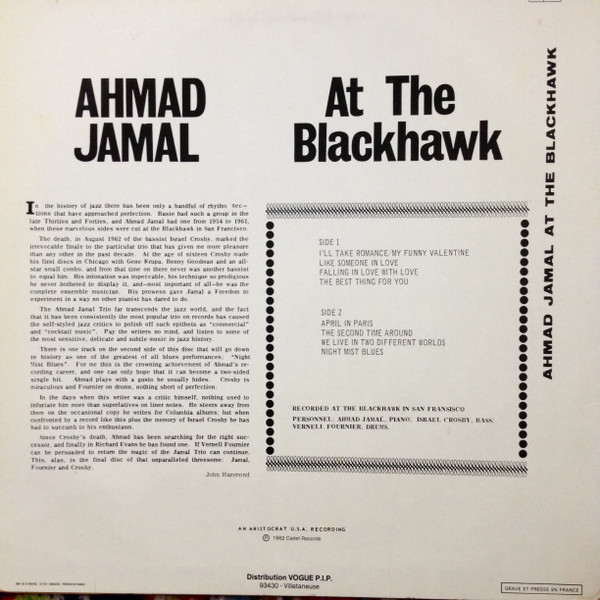 AHMAD
JAMAL
At The
Blackhawk
AHMAD JAMAL AT THE BLACKHAWK
In the history of jazz there has been only a handful of rhythm sec-
tions that have approached perfection. Basie had such a group in the
late Thirties and Forties, and Ahmad Jamal had one from 1954 to 1961,
when these marvelous sides were cut at the Blackhawk in San Francisco.
The death, in August 1962 of the bassist Israel Crosby, marked the
irrevocable finale to the particular trio that has given me more pleasure
than any other in the past decade. At the age of sixteen Crosby made
his first discs in Chicago with Gene Krupa, Benny Goodman and an all-
star small combo, and from that time on there never was another bassist
to equal him. His intonation was impeccable, his technique so prodigious
he never bothered to display it, and-most important of all-he was the
complete ensemble musician. His prowess gave Jamal a Freedom to
experiment in a way no other pianist has dared to do.
The Ahmad Jamal Trio far transcends the jazz world, and the fact
that it has been consistently the most popular trio on records has caused
the self-styled jazz critics to polish off such epithets as "commercial"
and "cocktail music". Pay the writers no mind, and listen to some of
the most sensitive, delicate and subtle music in jazz history.
There is one track on the second side of this disc that will go down
in history as one of the greatest of all blues performances. "Night
Mist Blues". For me this is the crowning achievement of Ahmad's re-
cording career, and one can only hope that it can become a two-sided
single hit. Ahmad plays with a gusto he usually hides. Crosby is
miraculous and Fournier on drums, nothing short of perfection.
In the days when this writer was a critic himself, nothing used to
infuriate him more than superlatives on liner notes. He steers away from
them on the occasional copy he writes for Columbia albums, but when
confronted by a record like this plus the memory of Israel Crosby he has
had to succumb to his enthusiasm.
Since Crosby's death, Ahmad has been searching for the right suc-
cessor, and finally in Richard Evans he has found one. If Vernell Fournier
can be persuaded to return the magic of the Jamal Trio can continue.
This, alas, is the final disc of that unparalleled threesome: Jamal,
Fournier and Crosby.
John Hammond
SIDE 1
I'LL TAKE ROMANCE/MY FUNNY VALENTINE
LIKE SOMEONE IN LOVE
FALLING IN LOVE WITH LOVE
THE BEST THING FOR YOU
SIDE 2
APRIL IN PARIS
THE SECOND TIME AROUND
WE LIVE IN TWO DIFFERENT WORLDS
NIGHT MIST BLUES
RECORDED AT THE BLACKHAWK IN SAN FRANSISCO
PERSONNEL: AHMAD JAMAL, PIANO; ISRAEL CROSBY, BASS;
VERNELL FOURNIER, DRUMS.
AN ARISTOCRAT U.S.A. RECORDING
Ⓟ 1962 Cadet Records
Distribution VOGUE P.I.P.
93430 - Villetaneuse
GRAVE ET PRESSE EN FRANCE